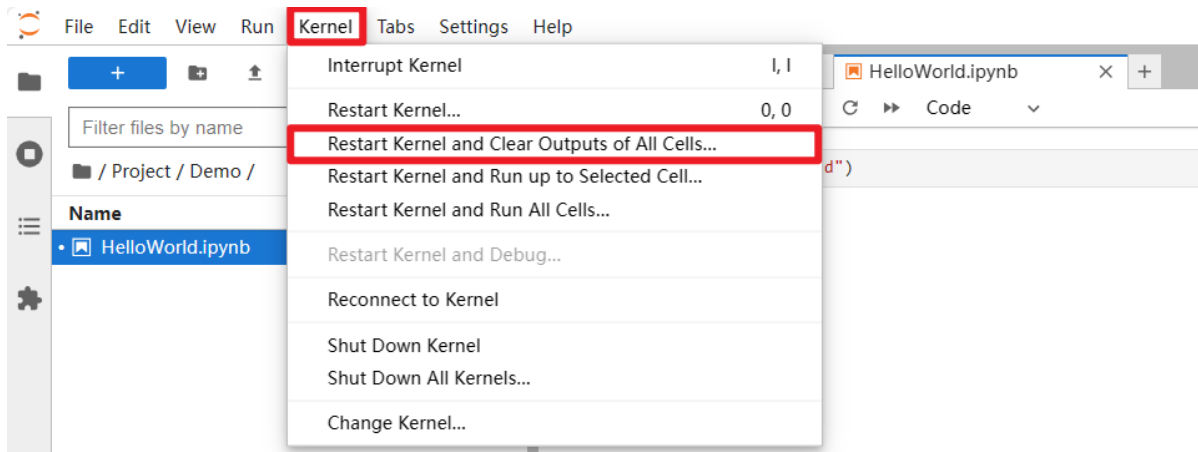 File Edit View Run Kernel Tabs Settings Help
+
Filter files by name
/ Project / Demo /
Name
• HelloWorld.ipynb
Interrupt Kernel I, I
Restart Kernel... 0, 0
Restart Kernel and Clear Outputs of All Cells...
Restart Kernel and Run up to Selected Cell...
Restart Kernel and Run All Cells...
Restart Kernel and Debug...
Reconnect to Kernel
Shut Down Kernel
Shut Down All Kernels...
Change Kernel...
HelloWorld.ipynb × +
Code
d")